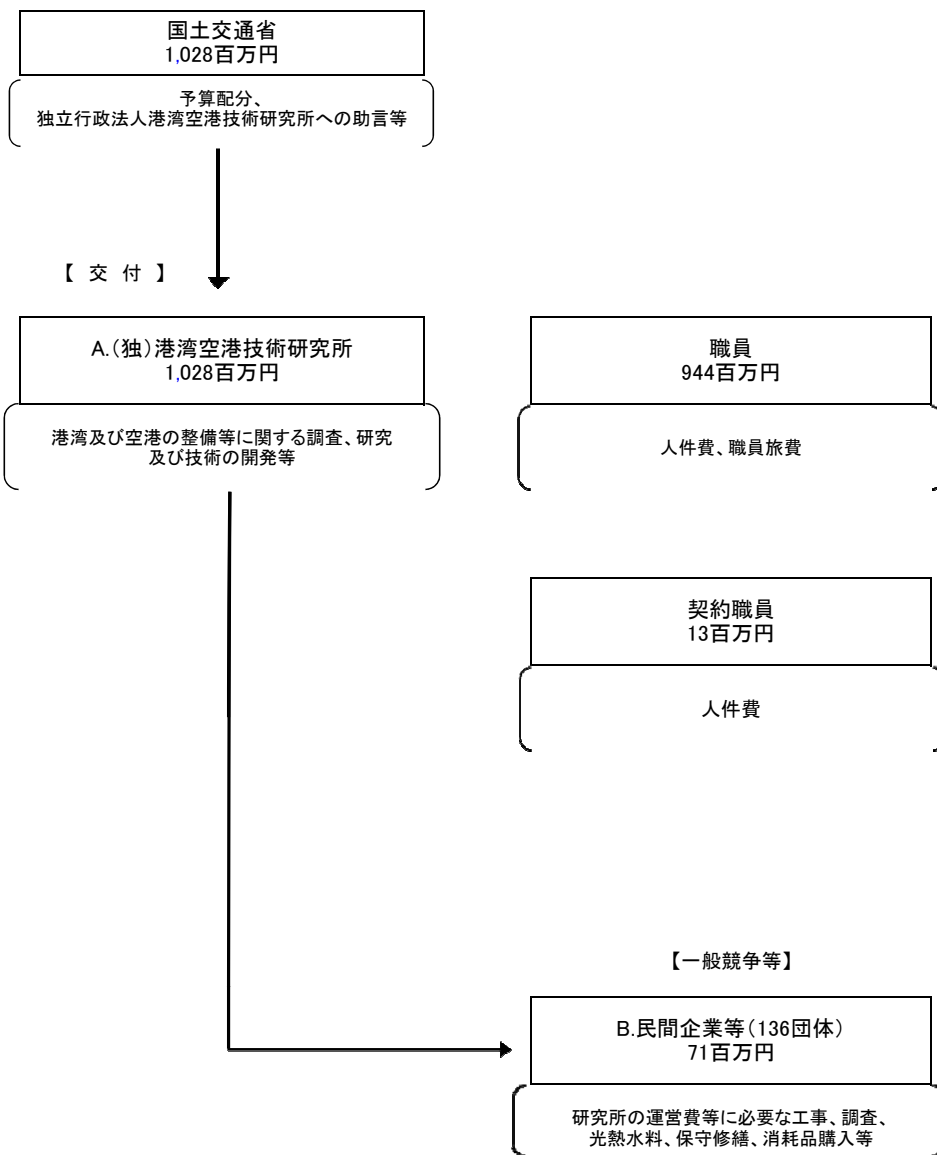 国土交通省
1,028百万円
予算配分、
独立行政法人港湾空港技術研究所への助言等
【 交 付 】
A.(独)港湾空港技術研究所
1,028百万円
港湾及び空港の整備等に関する調査、研究
及び技術の開発等
職員
944百万円
人件費、職員旅費
契約職員
13百万円
人件費
【一般競争等】
B.民間企業等(136団体)
71百万円
研究所の運営費等に必要な工事、調査、
光熱水料、保守修繕、消耗品購入等